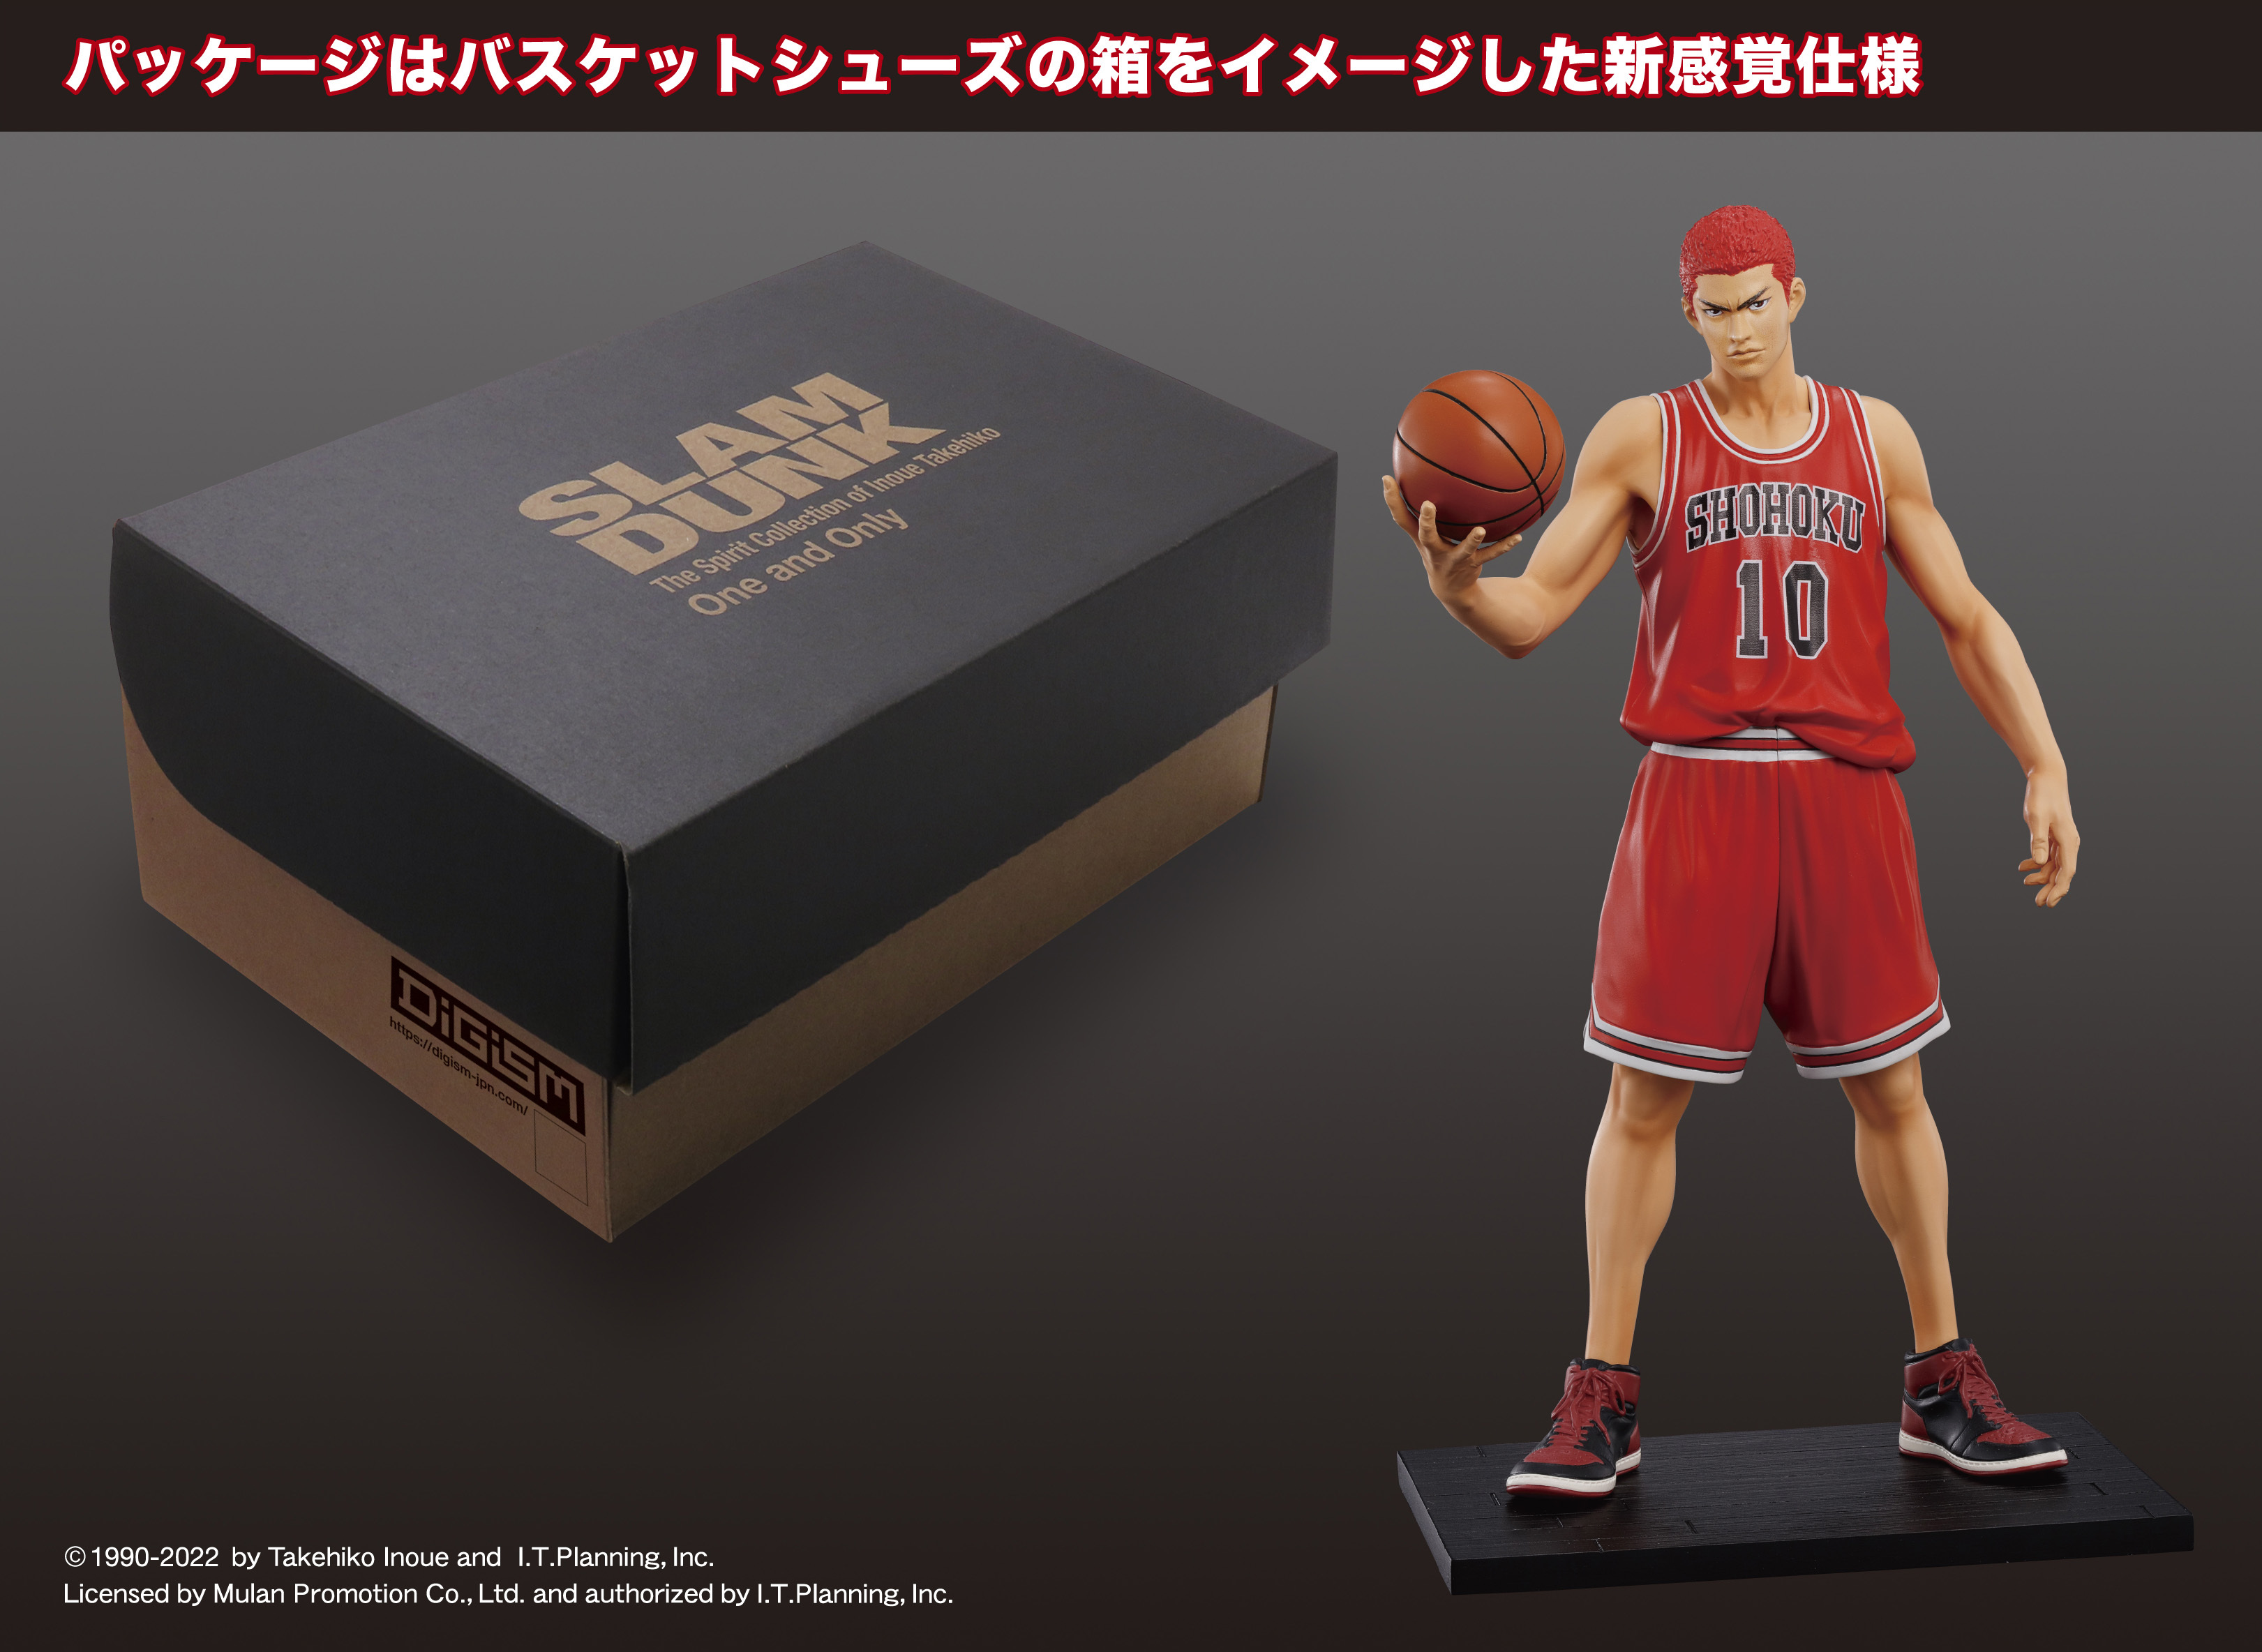 パッケージはバスケットシューズの箱をイメージした新感覚仕様
SLAM
DUNK
The Spirit Collection of Inoue Takehiko
One and Only
DiGiSM
https://digism-jpn.com/
SHOHOKU
10
©1990-2022 by Takehiko Inoue and I.T.Planning, Inc.
Licensed by Mulan Promotion Co., Ltd. and authorized by I.T.Planning, Inc.